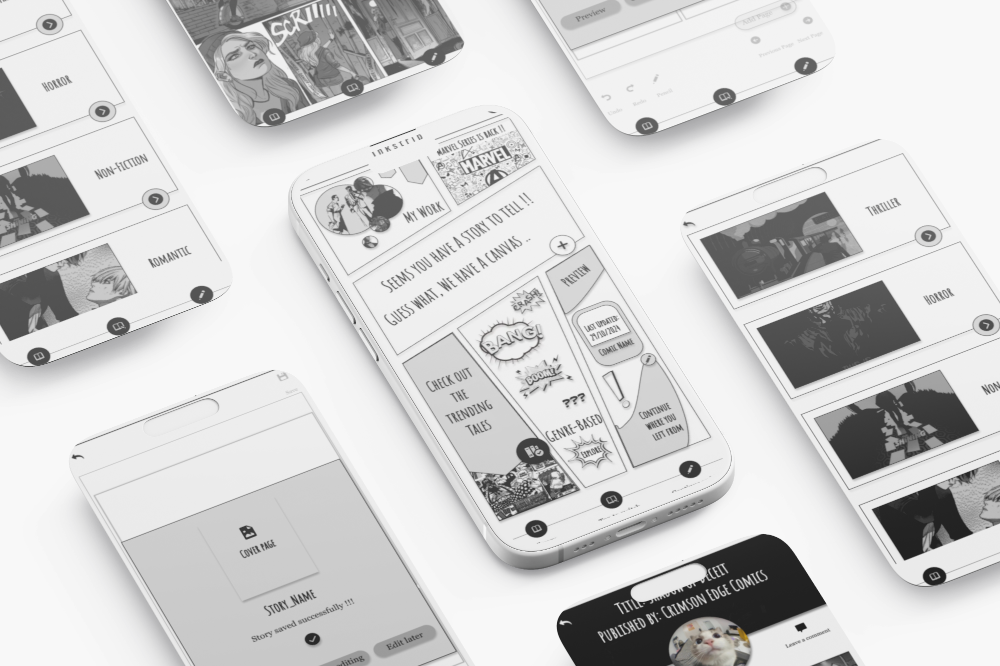 HORROR
NON-FICTION
ROMANTIC
SCRIIII
Preview
INKSTRIP
MARVEL SERIES IS BACK !!
MARVEL
MY WORK
SEEMS YOU HAVE A STORY TO TELL !!
GUESS WHAT, WE HAVE A CANVAS ..
CRASH!
BANG!
BOOM!
???
GENRE-BASED
EXPLORE!
CHECK OUT
THE
TRENDING
TALES
PREVIEW
LAST UPDATED:
25/10/2024
COMIC NAME
!
CONTINUE
WHERE YOU
LEFT FROM
THRILLER
HORROR
NON
COVER PAGE
STORY_NAME
Story saved successfully !!!
editing
Edit later
TITLE: SHADOW OF DECEIT
PUBLISHED BY: CRIMSON EDGE COMICS
Leave a comment